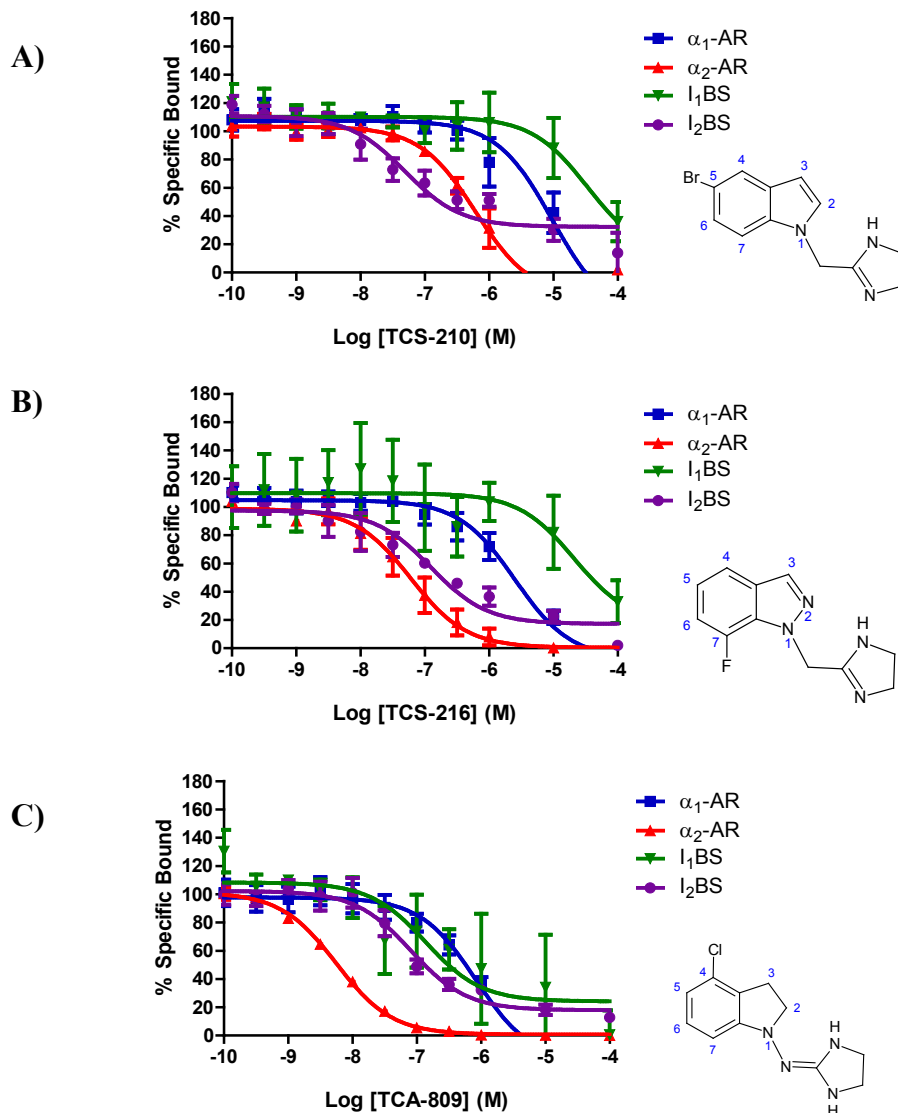 A)
180
160
140
120
100
80
60
40
20
0
% Specific Bound
-10 -9 -8 -7 -6 -5 -4
Log [TCS-210] (M)
α1-AR
α2-AR
I1BS
I2BS
Br
5
4
3
2
6
7
N
1
H
N
N
B)
180
160
140
120
100
80
60
40
20
0
% Specific Bound
-10 -9 -8 -7 -6 -5 -4
Log [TCS-216] (M)
α1-AR
α2-AR
I1BS
I2BS
4
3
5
N
2
6
7
N
1
F
H
N
N
C)
180
160
140
120
100
80
60
40
20
0
% Specific Bound
-10 -9 -8 -7 -6 -5 -4
Log [TCA-809] (M)
α1-AR
α2-AR
I1BS
I2BS
Cl
4
3
5
2
6
7
1
N
N
H
N
N
H